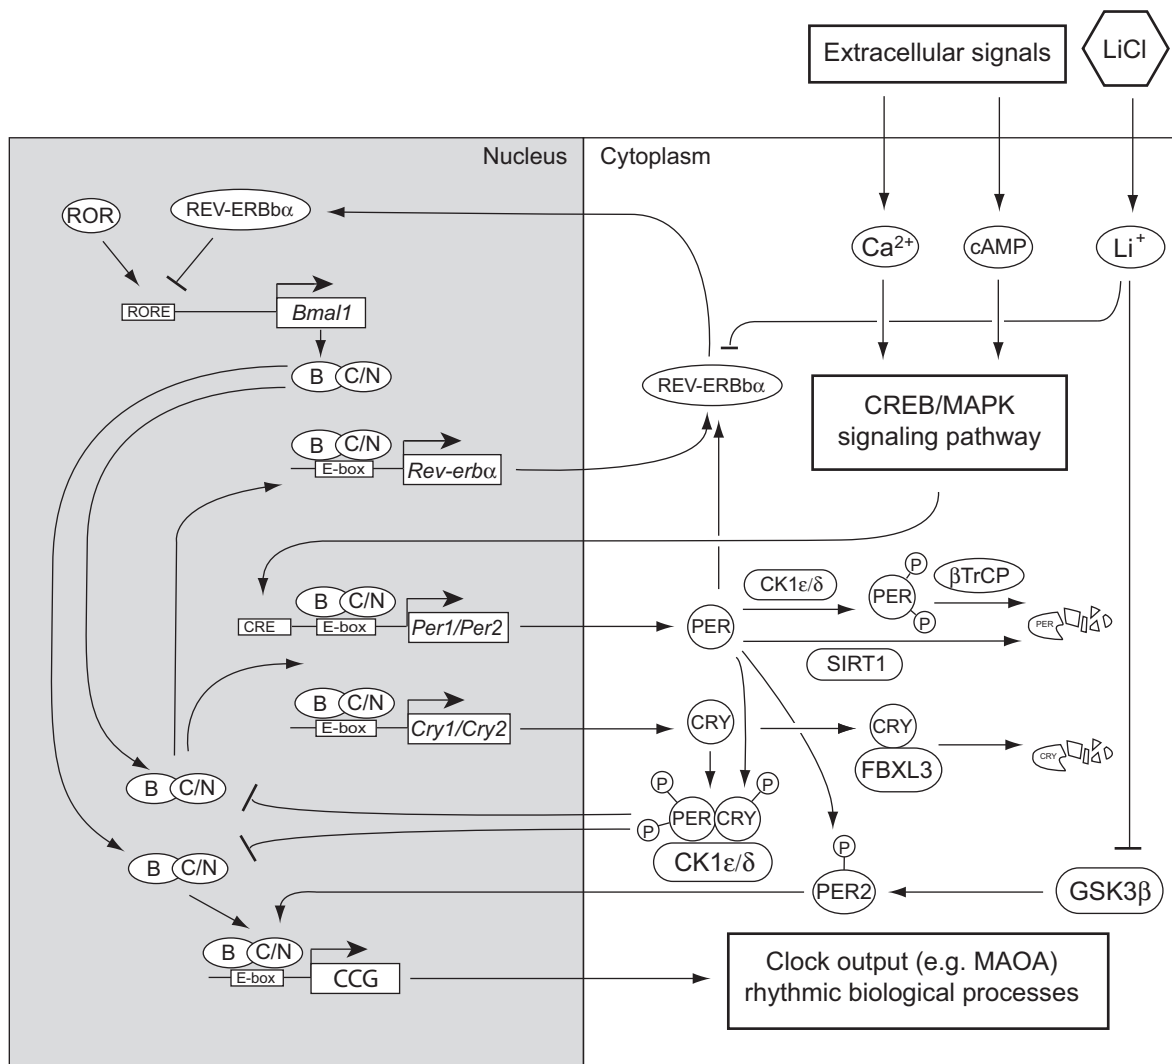 Extracellular signals
LiCl
Nucleus
Cytoplasm
ROR
REV-ERBbα
Ca²⁺
cAMP
Li⁺
RORE
Bmal1
B
C/N
REV-ERBbα
CREB/MAPK
signaling pathway
B
C/N
E-box
Rev-erbα
B
C/N
CRE
E-box
Per1/Per2
PER
CK1ε/δ
P
PER
P
βTrCP
PER
SIRT1
B
C/N
E-box
Cry1/Cry2
CRY
CRY
FBXL3
CRY
B
C/N
P
P
P
PER
CRY
CK1ε/δ
B
C/N
P
PER2
GSK3β
B
C/N
E-box
CCG
Clock output (e.g. MAOA)
rhythmic biological processes